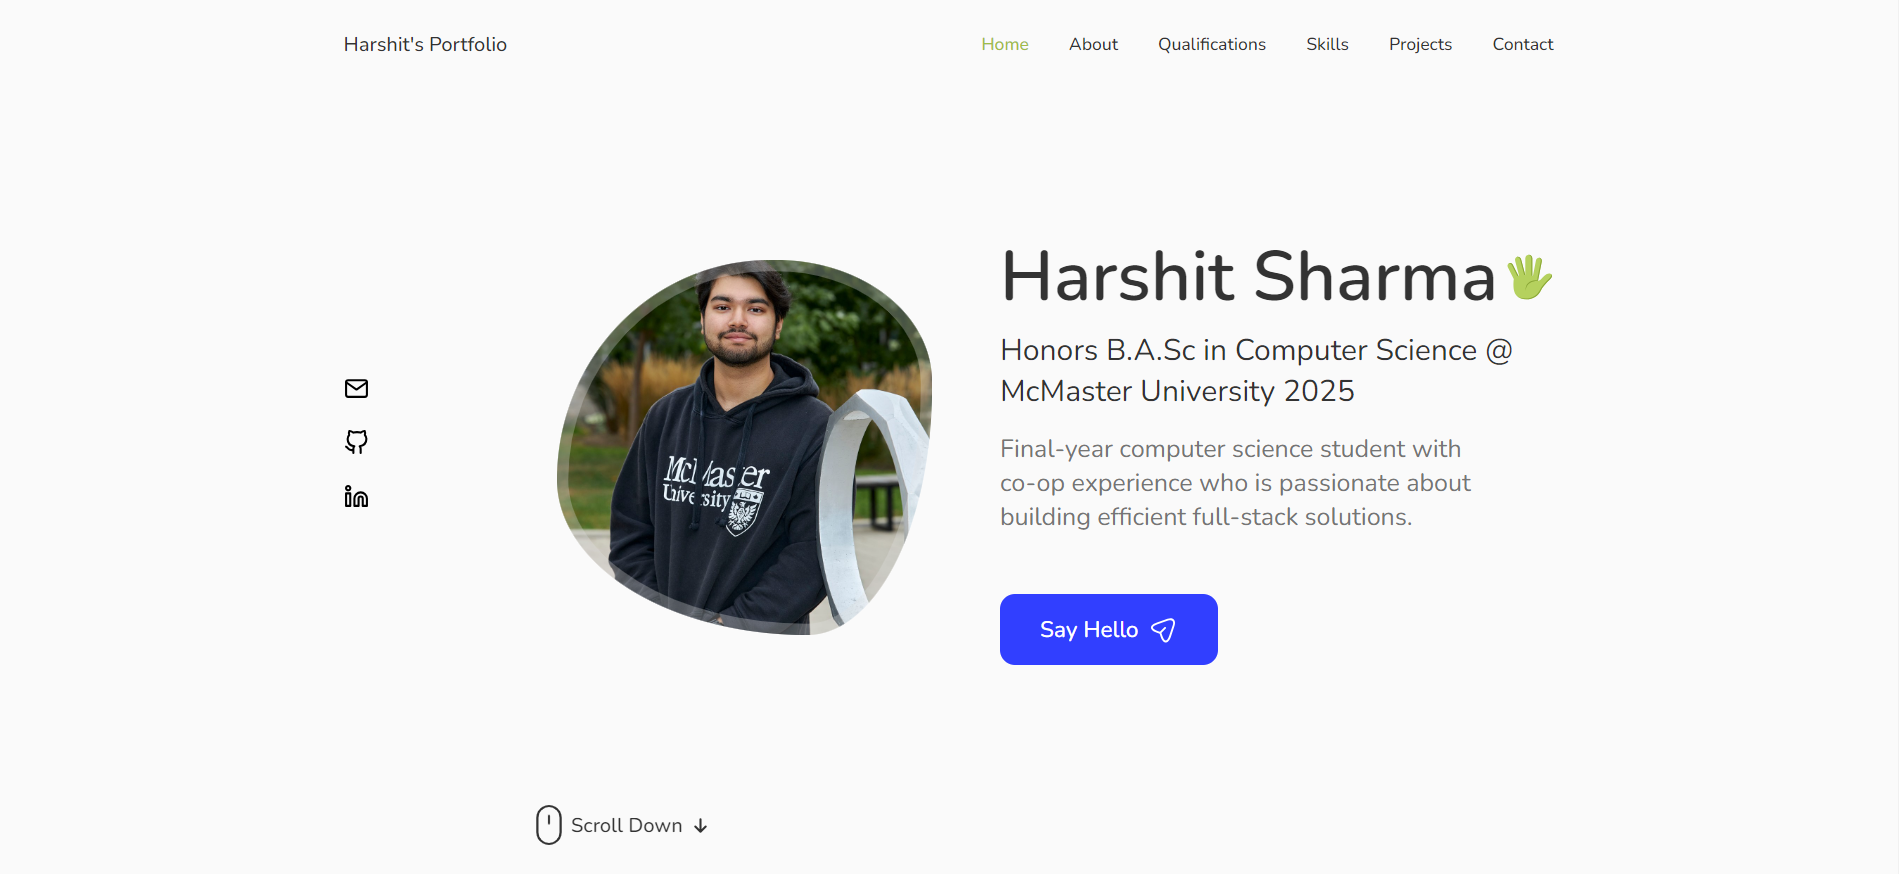 Harshit's Portfolio
Home
About
Qualifications
Skills
Projects
Contact
Harshit Sharma
Honors B.A.Sc in Computer Science @
McMaster University 2025
Final-year computer science student with
co-op experience who is passionate about
building efficient full-stack solutions.
Say Hello
McMaster
University
Scroll Down